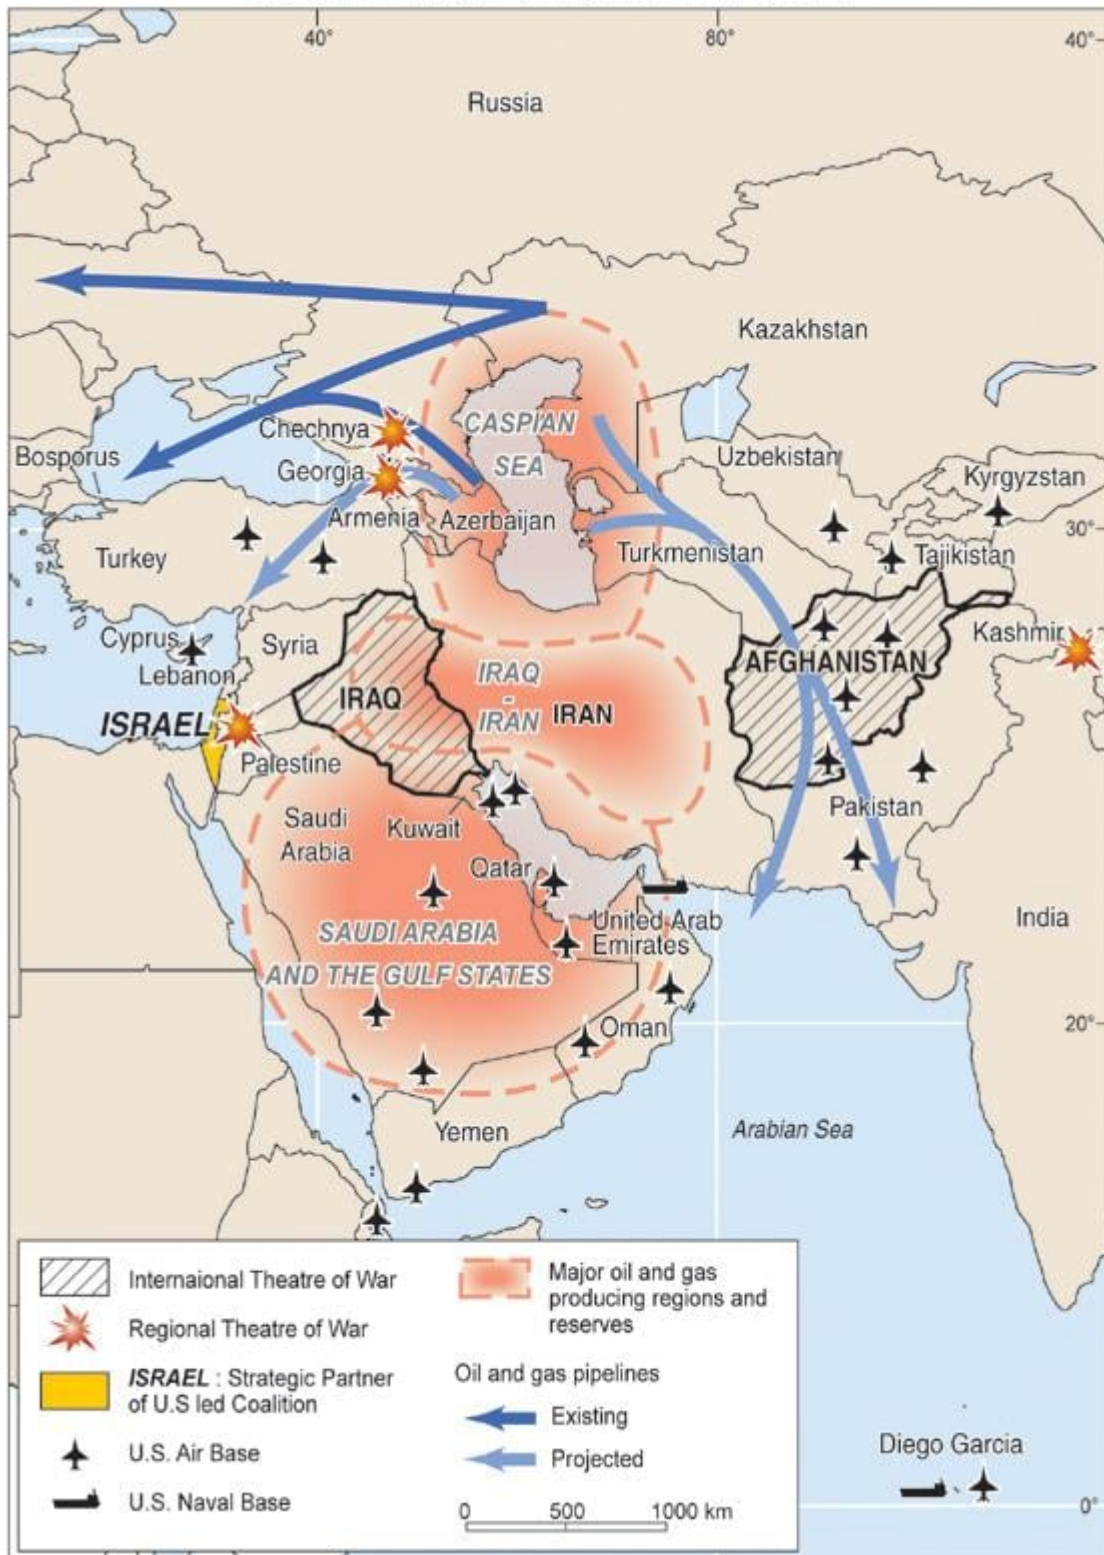 40°
80°
40°
Russia
Kazakhstan
CASPIAN
SEA
Chechnya
Bosporus
Georgia
Uzbekistan
Kyrgyzstan
Armenia
Azerbaijan
30°
Turkey
Turkmenistan
Tajikistan
Cyprus
Syria
Kashmir
Lebanon
AFGHANISTAN
IRAQ
IRAQ
-
IRAN
IRAN
ISRAEL
Palestine
Pakistan
Saudi
Arabia
Kuwait
Qatar
United Arab
Emirates
India
SAUDI ARABIA
AND THE GULF STATES
Oman
20°
Yemen
Arabian Sea
Internaional Theatre of War
Regional Theatre of War
ISRAEL : Strategic Partner
of U.S led Coalition
U.S. Air Base
U.S. Naval Base
Major oil and gas
producing regions and
reserves
Oil and gas pipelines
Existing
Projected
0 500 1000 km
Diego Garcia
0°